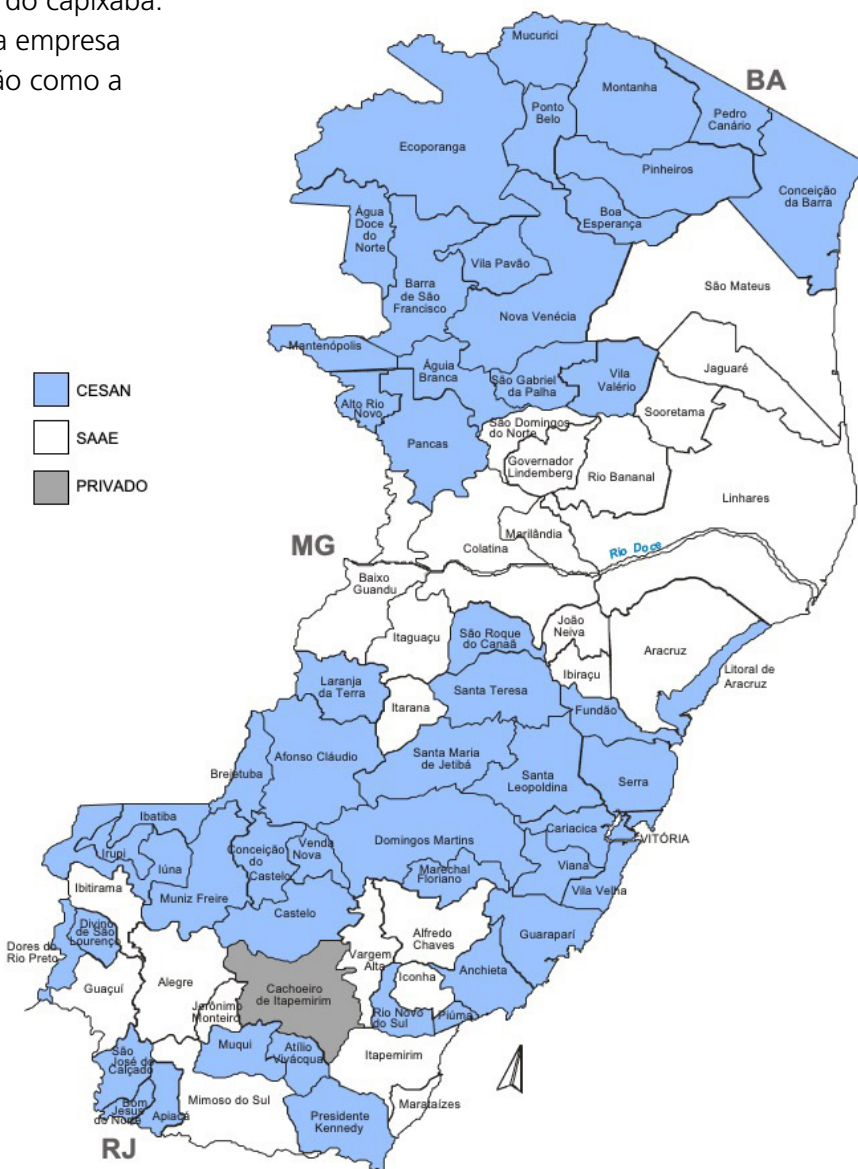 do capixaba.
a empresa
ão como a
Mucurici
BA
Montanha
Ponto
Belo
Pedro
Canário
Ecoporanga
Pinheiros
Conceição
da Barra
Água
Doce
do
Norte
Boa
Esperança
Vila Pavão
Barra
de São
Francisco
São Mateus
Nova Venécia
Mantenópolis
Águia
Branca
São Gabriel
da Palha
Vila
Valério
Jaguaré
CESAN
SAAE
PRIVADO
Alto Rio
Novo
Sooretama
Pancas
São Domingos
do Norte
Governador
Lindemberg
Rio Bananal
Linhares
MG
Marilândia
Colatina
Rio Doce
Baixo
Guandu
Itaguaçu
São Roque
do Canaã
João
Neiva
Aracruz
Ibiraçu
Litoral de
Aracruz
Laranja
da Terra
Santa Teresa
Itarana
Fundão
Afonso Cláudio
Santa Maria
de Jetibá
Santa
Leopoldina
Serra
Brejetuba
Ibatiba
Cariacica
VITÓRIA
Domingos Martins
Conceição
do
Castelo
Venda
Nova
Irupi
Iúna
Viana
Marechal
Floriano
Vila Velha
Ibitirama
Muniz Freire
Castelo
Guaraparí
Divino
de São
Lourenço
Alfredo
Chaves
Dores do
Rio Preto
Vargem
Alta
Anchieta
Iconha
Guaçuí
Alegre
Cachoeiro
de Itapemirim
Jerônimo
Monteiro
Rio Novo
do Sul
Piúma
São
José do
Calçado
Muqui
Atílio
Vivácqua
Itapemirim
Bom
Jesus
do Norte
Apiacá
Mimoso do Sul
Presidente
Kennedy
Marataízes
RJ